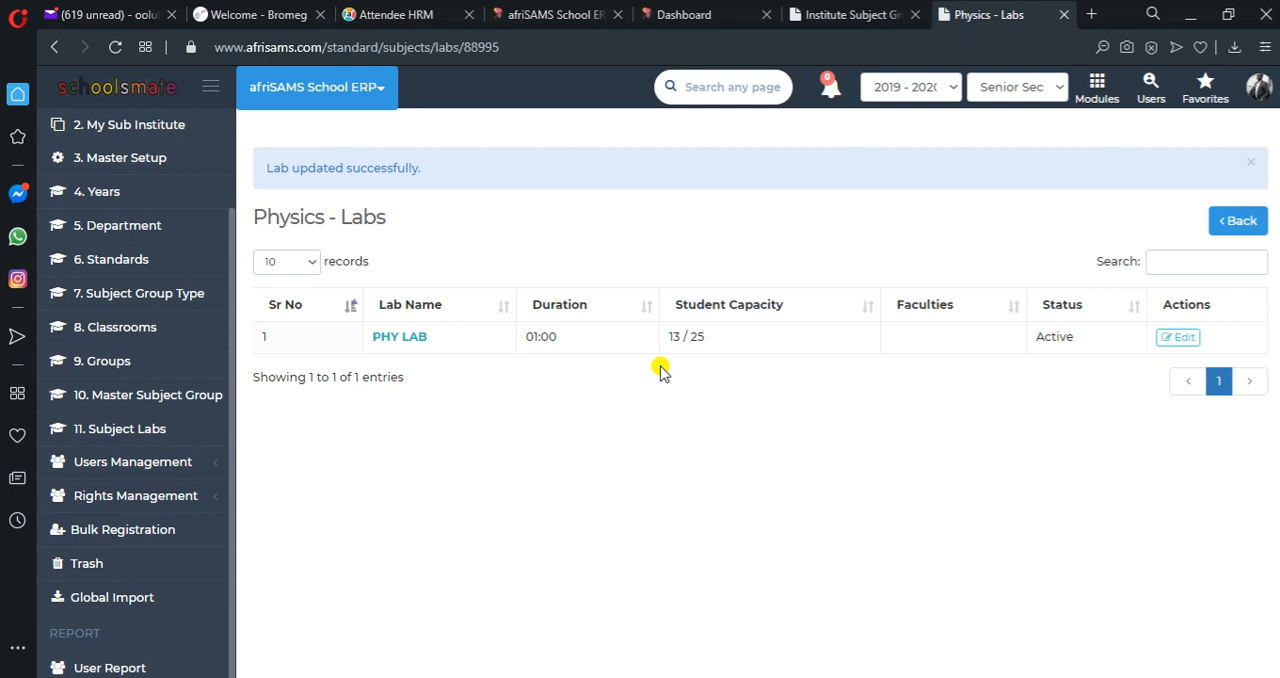 (619 unread) - oolu
Welcome - Bromeg
Attendee HRM
afriSAMS School ER
Dashboard
Institute Subject Gr
Physics - Labs
www.afrisams.com/standard/subjects/labs/88995
schoolsmate
afriSAMS School ERP
Search any page
0
2019 - 202(
Senior Sec
Modules
Users
Favorites
2. My Sub Institute
3. Master Setup
4. Years
5. Department
6. Standards
7. Subject Group Type
8. Classrooms
9. Groups
10. Master Subject Group
11. Subject Labs
Users Management
Rights Management
Bulk Registration
Trash
Global Import
REPORT
User Report
Lab updated successfully.
×
Physics - Labs
‹ Back
10 records
Search:
Sr No Lab Name Duration Student Capacity Faculties Status Actions
1 PHY LAB 01:00 13 / 25 Active Edit
Showing 1 to 1 of 1 entries
‹ 1 ›